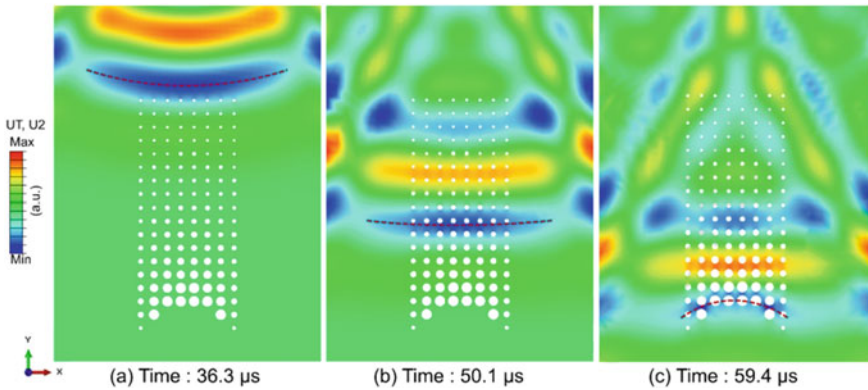 UT, U2
Max
(a.u.)
Min
Y
X
(a) Time : 36.3 µs
(b) Time : 50.1 µs
(c) Time : 59.4 µs